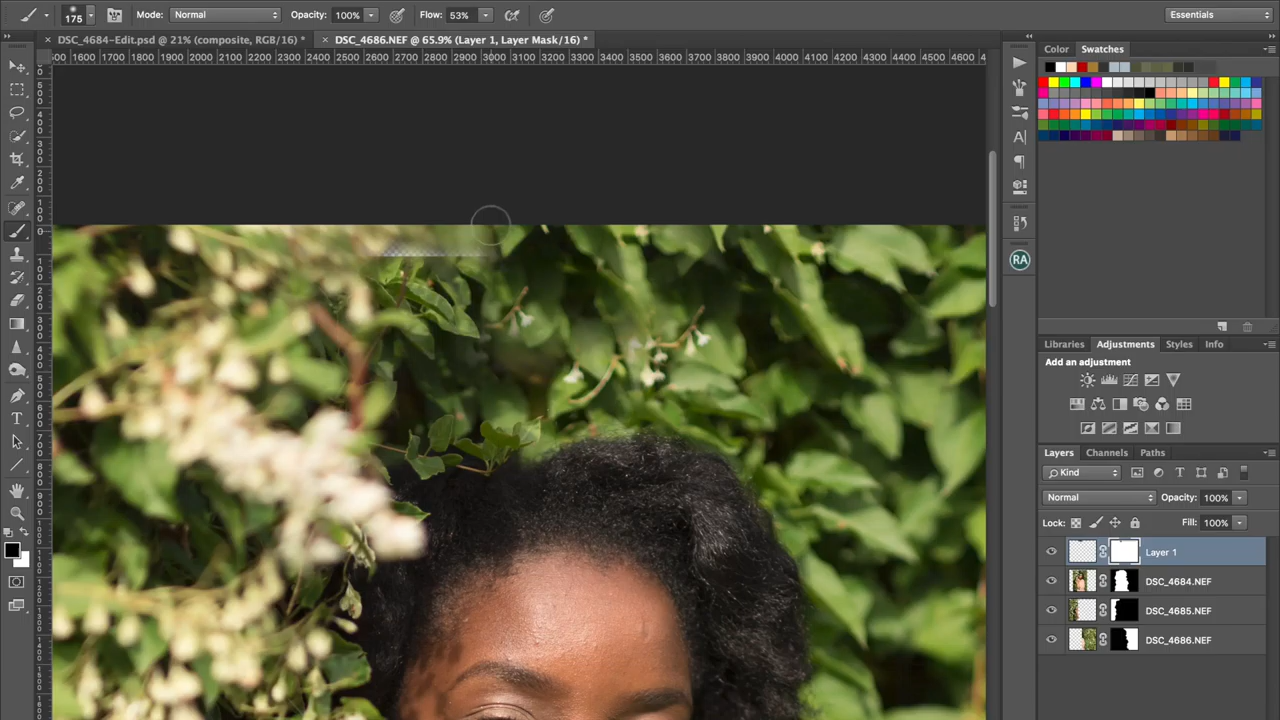 175 Mode: Normal Opacity: 100% Flow: 53% Essentials
× DSC_4684-Edit.psd @ 21% (composite, RGB/16) * × DSC_4686.NEF @ 65.9% (Layer 1, Layer Mask/16) *
1700 1800 1900 2000 2100 2200 2300 2400 2500 2600 2700 2800 2900 3000 3100 3200 3300 3400 3500 3600 3700 3800 3900 4000 4100 4200 4300 4400 4500 4600
Color Swatches
RA
Libraries Adjustments Styles Info
Add an adjustment
Layers Channels Paths
Kind
Normal Opacity: 100%
Lock: Fill: 100%
Layer 1
DSC_4684.NEF
DSC_4685.NEF
DSC_4686.NEF